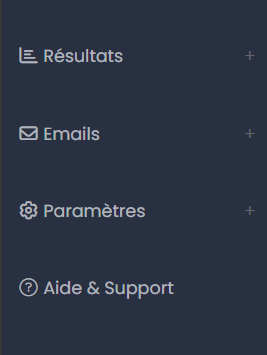 Résultats +
Emails +
Paramètres +
Aide & Support